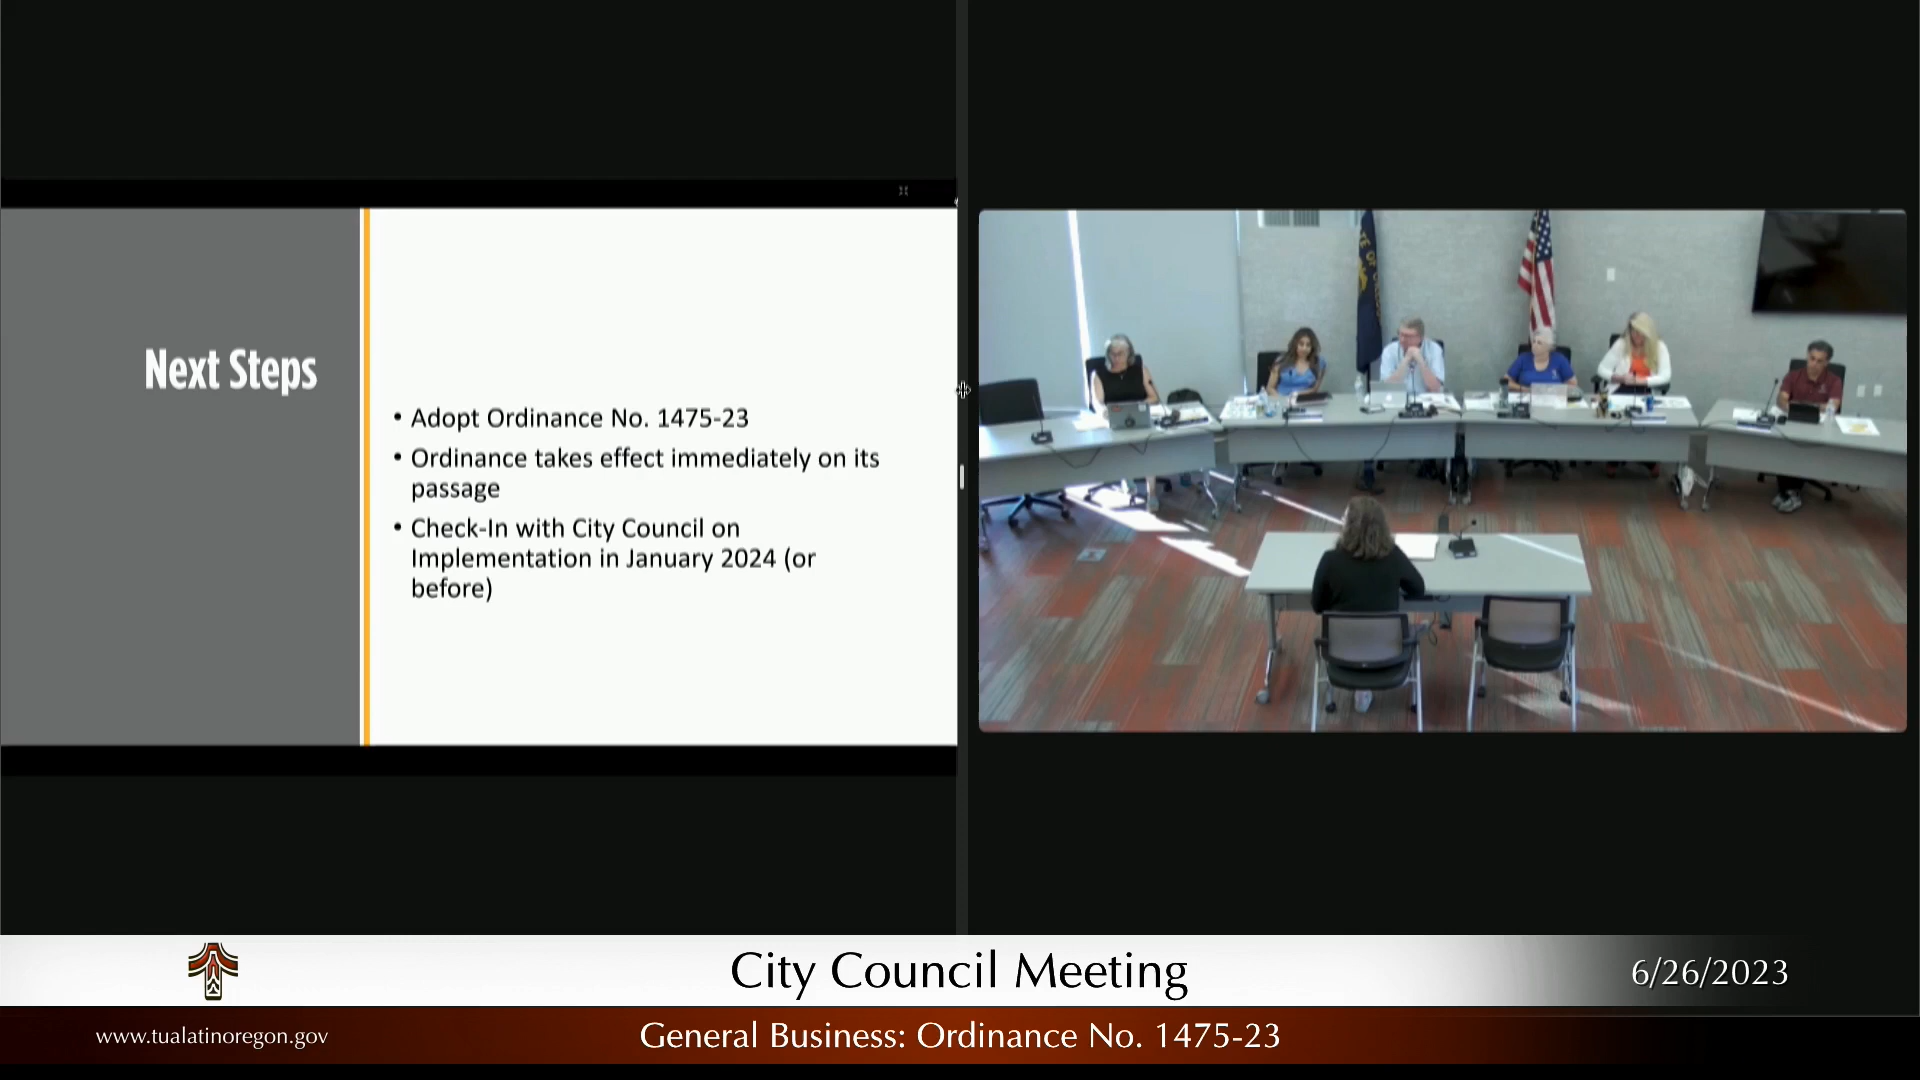 Next Steps
• Adopt Ordinance No. 1475-23
• Ordinance takes effect immediately on its
passage
• Check-In with City Council on
Implementation in January 2024 (or
before)
City Council Meeting
6/26/2023
www.tualatinoregon.gov
General Business: Ordinance No. 1475-23